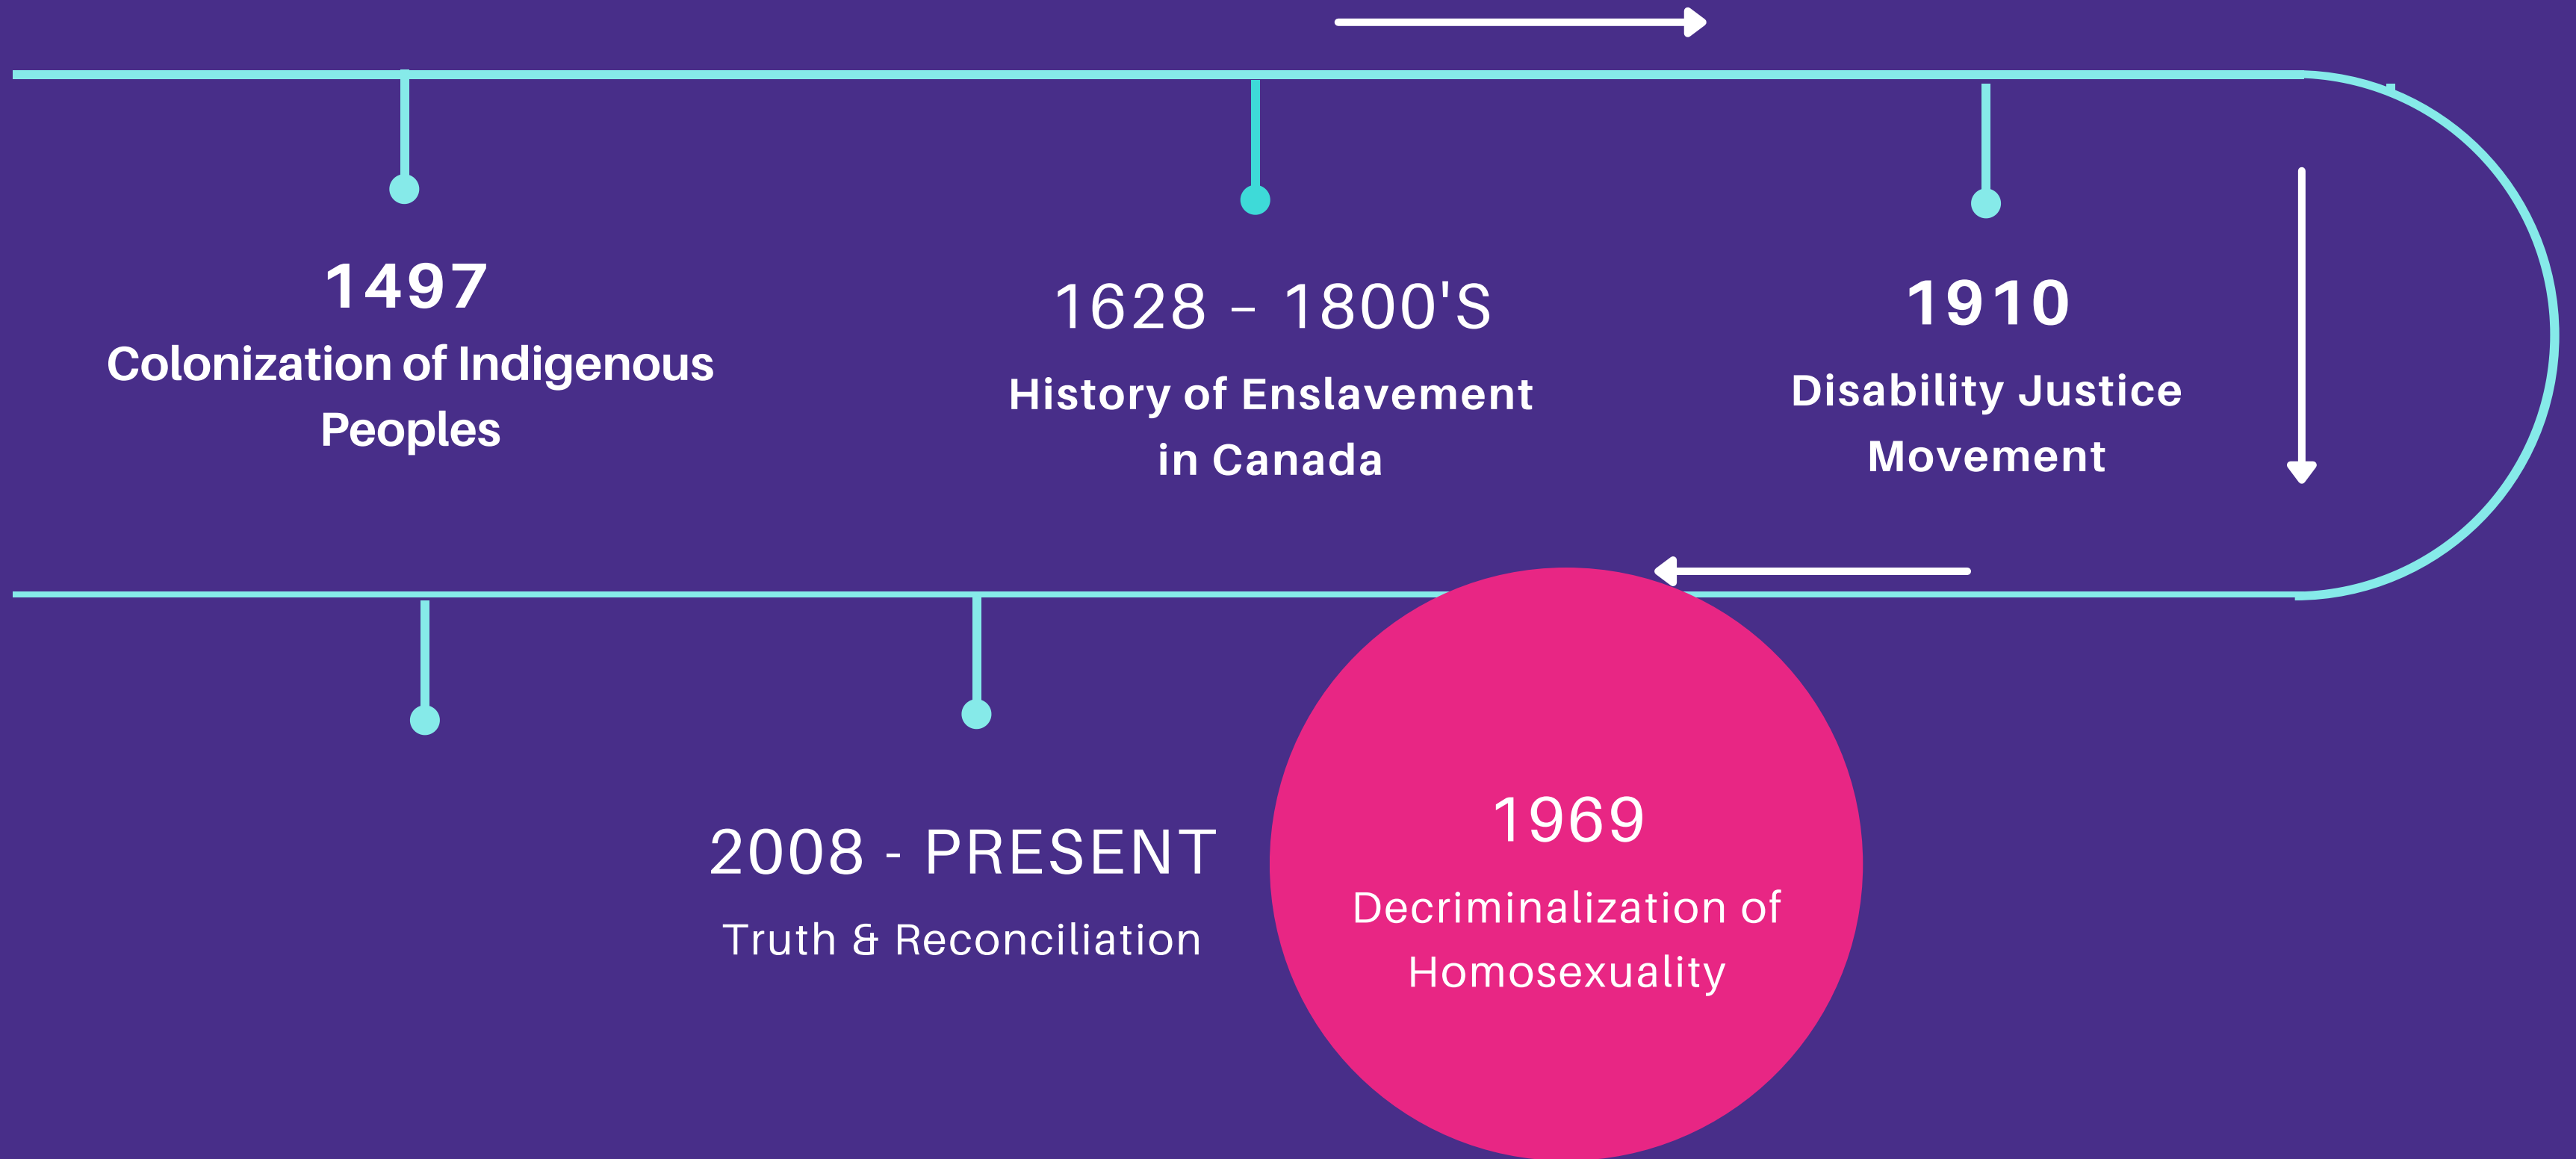 1497
Colonization of Indigenous
Peoples
1628 – 1800'S
History of Enslavement
in Canada
1910
Disability Justice
Movement
1969
Decriminalization of
Homosexuality
2008 - PRESENT
Truth & Reconciliation